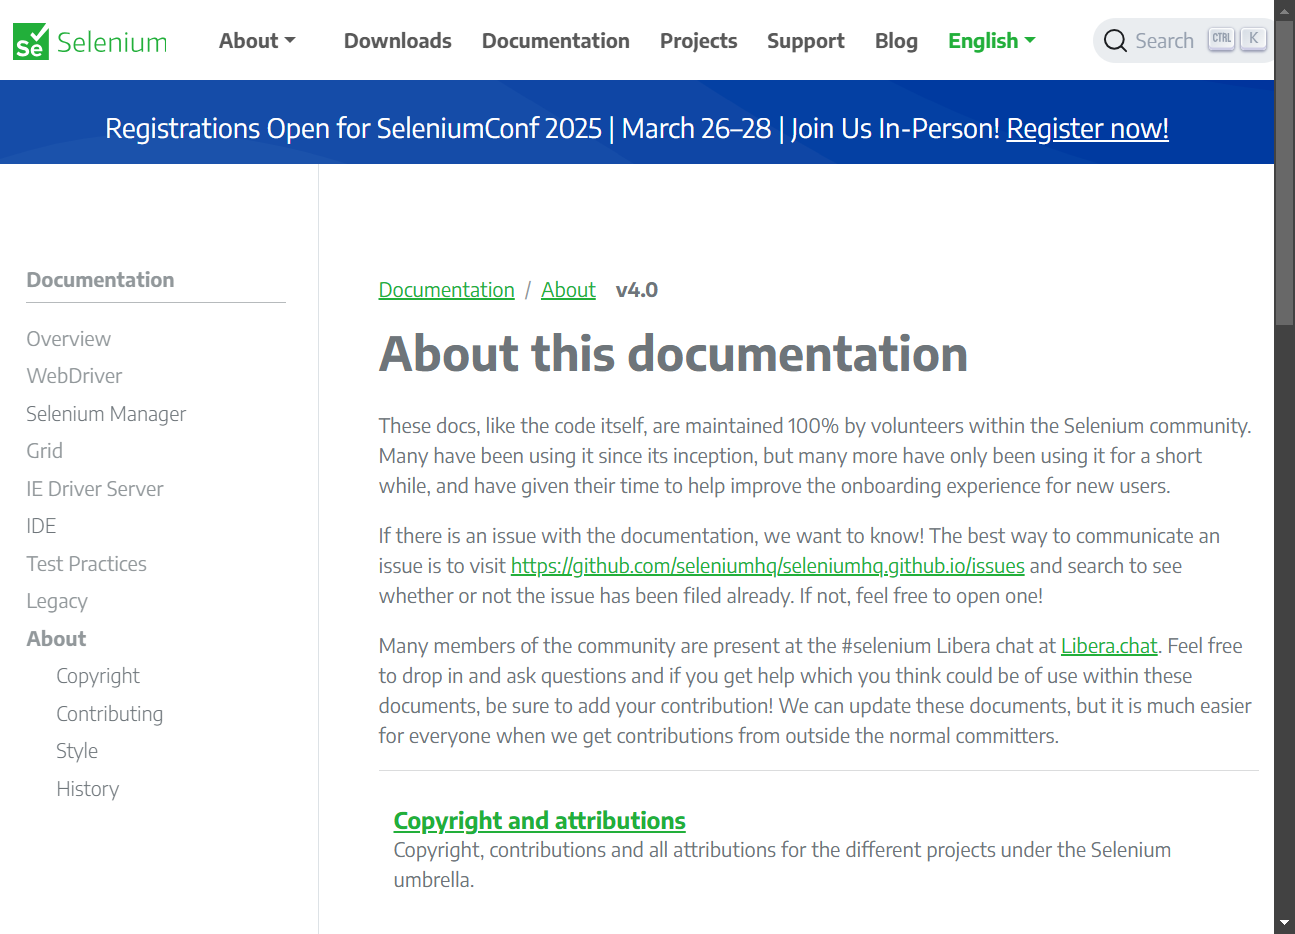 Se Selenium About Downloads Documentation Projects Support Blog English Search CTRL K
Registrations Open for SeleniumConf 2025 | March 26–28 | Join Us In-Person! Register now!
Documentation
Overview
WebDriver
Selenium Manager
Grid
IE Driver Server
IDE
Test Practices
Legacy
About
Copyright
Contributing
Style
History
Documentation / About v4.0
About this documentation
These docs, like the code itself, are maintained 100% by volunteers within the Selenium community.
Many have been using it since its inception, but many more have only been using it for a short
while, and have given their time to help improve the onboarding experience for new users.
If there is an issue with the documentation, we want to know! The best way to communicate an
issue is to visit https://github.com/seleniumhq/seleniumhq.github.io/issues and search to see
whether or not the issue has been filed already. If not, feel free to open one!
Many members of the community are present at the #selenium Libera chat at Libera.chat. Feel free
to drop in and ask questions and if you get help which you think could be of use within these
documents, be sure to add your contribution! We can update these documents, but it is much easier
for everyone when we get contributions from outside the normal committers.
Copyright and attributions
Copyright, contributions and all attributions for the different projects under the Selenium
umbrella.